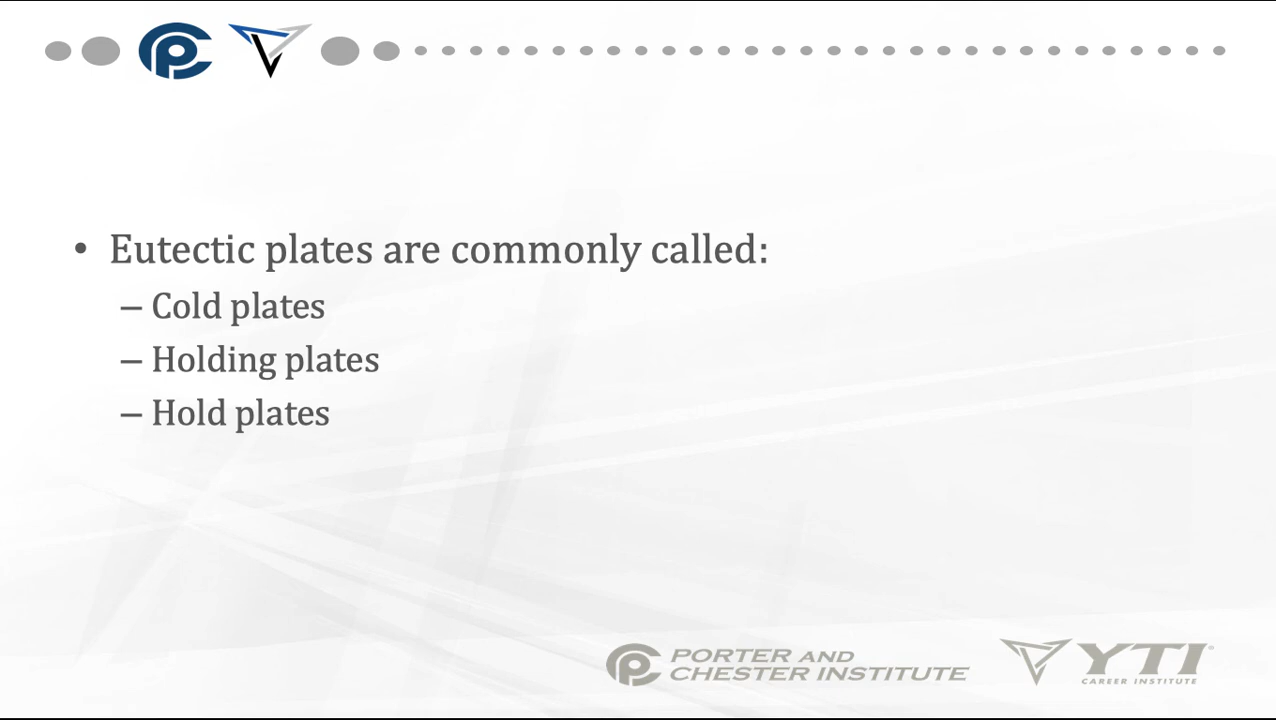 • Eutectic plates are commonly called:
– Cold plates
– Holding plates
– Hold plates
PORTER AND
CHESTER INSTITUTE
YTI
CAREER INSTITUTE